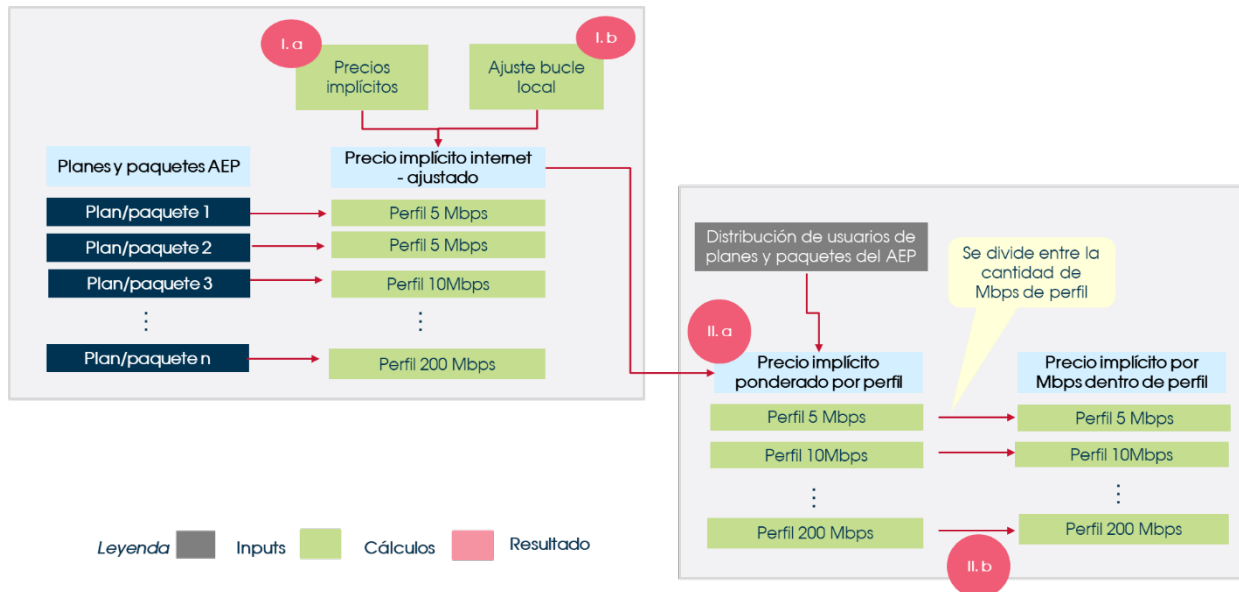 I. a
Precios
implícitos
I. b
Ajuste bucle
local
Planes y paquetes AEP
Precio implícito internet
- ajustado
Plan/paquete 1
Perfil 5 Mbps
Plan/paquete 2
Perfil 5 Mbps
Plan/paquete 3
Perfil 10Mbps
⋮
⋮
Plan/paquete n
Perfil 200 Mbps
Distribución de usuarios de
planes y paquetes del AEP
Se divide entre la
cantidad de
Mbps de perfil
II. a
Precio implícito
ponderado por perfil
Precio implícito por
Mbps dentro de perfil
Perfil 5 Mbps
Perfil 5 Mbps
Perfil 10Mbps
Perfil 10Mbps
⋮
⋮
Perfil 200 Mbps
Perfil 200 Mbps
II. b
Leyenda
Inputs
Cálculos
Resultado